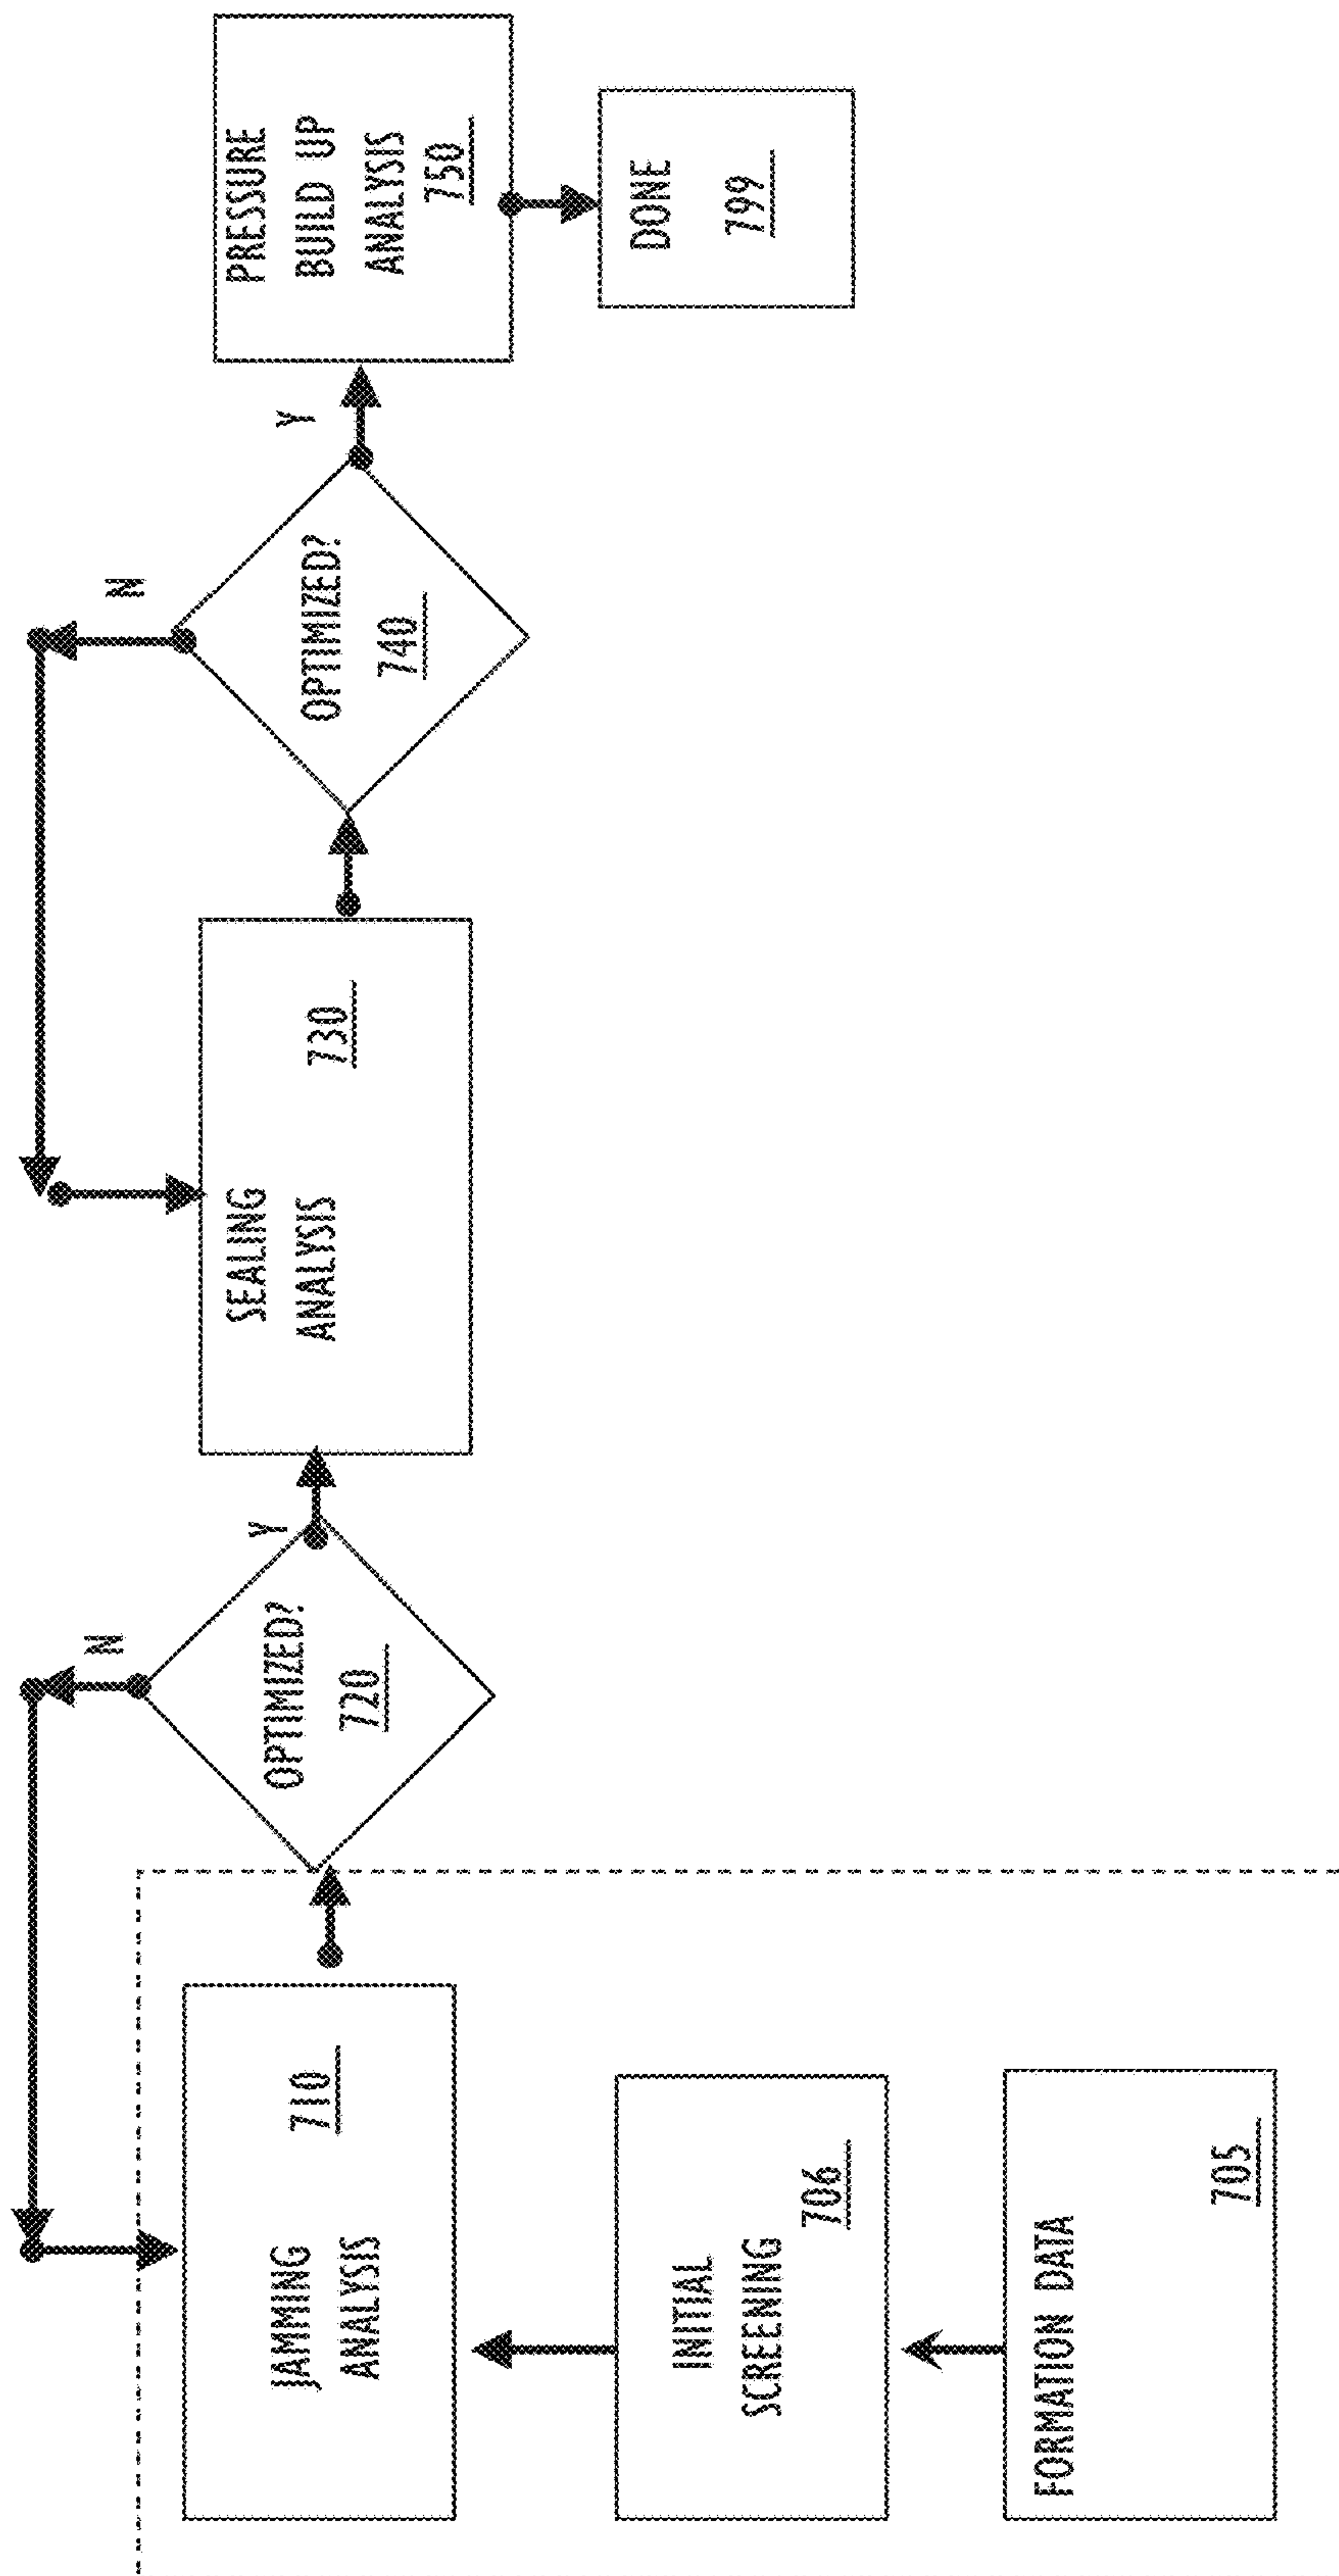 FORMATION DATA
705
INITIAL
SCREENING
706
JAMMING
ANALYSIS
710
OPTIMIZED?
720
N
Y
SEALING
ANALYSIS
730
OPTIMIZED?
740
N
Y
PRESSURE
BUILD UP
ANALYSIS
750
DONE
799